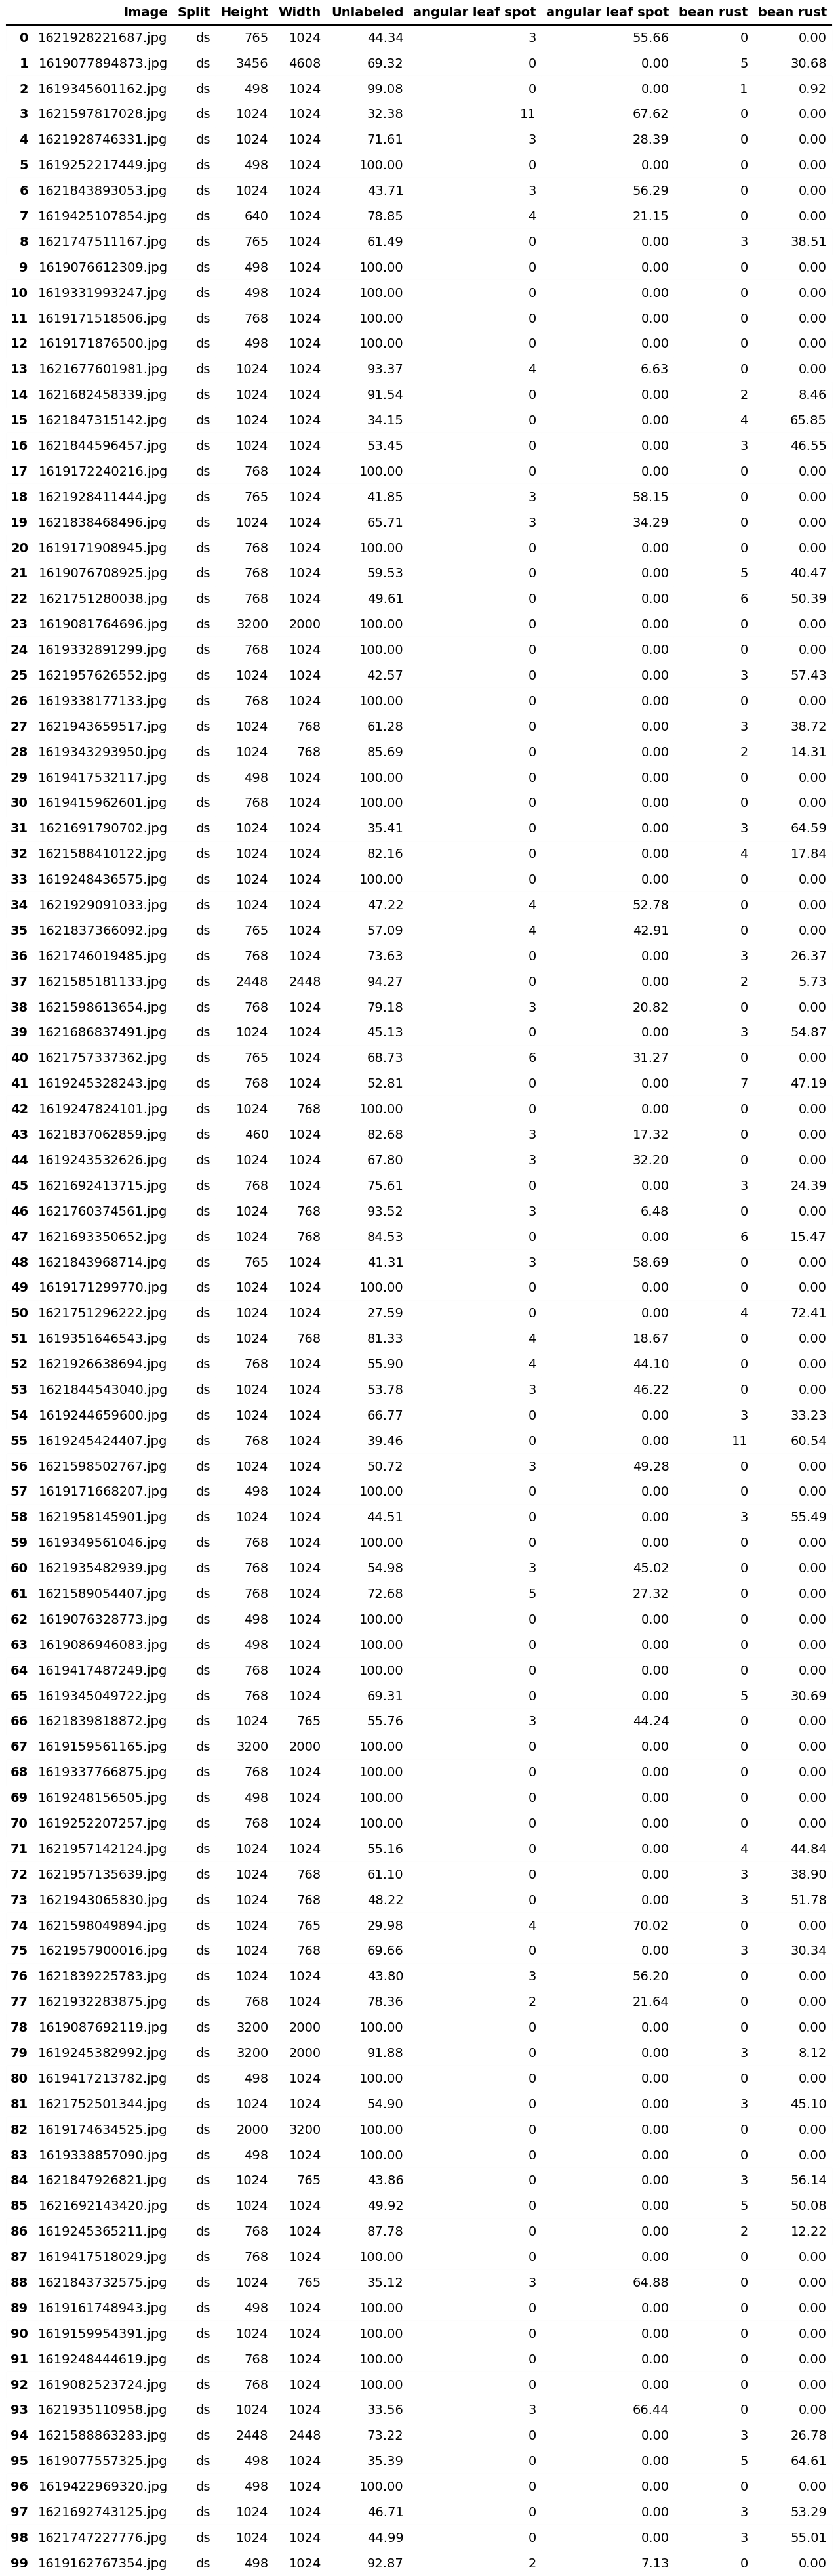 Image Split Height Width Unlabeled angular leaf spot angular leaf spot bean rust bean rust
0 1621928221687.jpg ds 765 1024 44.34 3 55.66 0 0.00
1 1619077894873.jpg ds 3456 4608 69.32 0 0.00 5 30.68
2 1619345601162.jpg ds 498 1024 99.08 0 0.00 1 0.92
3 1621597817028.jpg ds 1024 1024 32.38 11 67.62 0 0.00
4 1621928746331.jpg ds 1024 1024 71.61 3 28.39 0 0.00
5 1619252217449.jpg ds 498 1024 100.00 0 0.00 0 0.00
6 1621843893053.jpg ds 1024 1024 43.71 3 56.29 0 0.00
7 1619425107854.jpg ds 640 1024 78.85 4 21.15 0 0.00
8 1621747511167.jpg ds 765 1024 61.49 0 0.00 3 38.51
9 1619076612309.jpg ds 498 1024 100.00 0 0.00 0 0.00
10 1619331993247.jpg ds 498 1024 100.00 0 0.00 0 0.00
11 1619171518506.jpg ds 768 1024 100.00 0 0.00 0 0.00
12 1619171876500.jpg ds 498 1024 100.00 0 0.00 0 0.00
13 1621677601981.jpg ds 1024 1024 93.37 4 6.63 0 0.00
14 1621682458339.jpg ds 1024 1024 91.54 0 0.00 2 8.46
15 1621847315142.jpg ds 1024 1024 34.15 0 0.00 4 65.85
16 1621844596457.jpg ds 1024 1024 53.45 0 0.00 3 46.55
17 1619172240216.jpg ds 768 1024 100.00 0 0.00 0 0.00
18 1621928411444.jpg ds 765 1024 41.85 3 58.15 0 0.00
19 1621838468496.jpg ds 1024 1024 65.71 3 34.29 0 0.00
20 1619171908945.jpg ds 768 1024 100.00 0 0.00 0 0.00
21 1619076708925.jpg ds 768 1024 59.53 0 0.00 5 40.47
22 1621751280038.jpg ds 768 1024 49.61 0 0.00 6 50.39
23 1619081764696.jpg ds 3200 2000 100.00 0 0.00 0 0.00
24 1619332891299.jpg ds 768 1024 100.00 0 0.00 0 0.00
25 1621957626552.jpg ds 1024 1024 42.57 0 0.00 3 57.43
26 1619338177133.jpg ds 768 1024 100.00 0 0.00 0 0.00
27 1621943659517.jpg ds 1024 768 61.28 0 0.00 3 38.72
28 1619343293950.jpg ds 1024 768 85.69 0 0.00 2 14.31
29 1619417532117.jpg ds 498 1024 100.00 0 0.00 0 0.00
30 1619415962601.jpg ds 768 1024 100.00 0 0.00 0 0.00
31 1621691790702.jpg ds 1024 1024 35.41 0 0.00 3 64.59
32 1621588410122.jpg ds 1024 1024 82.16 0 0.00 4 17.84
33 1619248436575.jpg ds 1024 1024 100.00 0 0.00 0 0.00
34 1621929091033.jpg ds 1024 1024 47.22 4 52.78 0 0.00
35 1621837366092.jpg ds 765 1024 57.09 4 42.91 0 0.00
36 1621746019485.jpg ds 768 1024 73.63 0 0.00 3 26.37
37 1621585181133.jpg ds 2448 2448 94.27 0 0.00 2 5.73
38 1621598613654.jpg ds 768 1024 79.18 3 20.82 0 0.00
39 1621686837491.jpg ds 1024 1024 45.13 0 0.00 3 54.87
40 1621757337362.jpg ds 765 1024 68.73 6 31.27 0 0.00
41 1619245328243.jpg ds 768 1024 52.81 0 0.00 7 47.19
42 1619247824101.jpg ds 1024 768 100.00 0 0.00 0 0.00
43 1621837062859.jpg ds 460 1024 82.68 3 17.32 0 0.00
44 1619243532626.jpg ds 1024 1024 67.80 3 32.20 0 0.00
45 1621692413715.jpg ds 768 1024 75.61 0 0.00 3 24.39
46 1621760374561.jpg ds 1024 768 93.52 3 6.48 0 0.00
47 1621693350652.jpg ds 1024 768 84.53 0 0.00 6 15.47
48 1621843968714.jpg ds 765 1024 41.31 3 58.69 0 0.00
49 1619171299770.jpg ds 1024 1024 100.00 0 0.00 0 0.00
50 1621751296222.jpg ds 1024 1024 27.59 0 0.00 4 72.41
51 1619351646543.jpg ds 1024 768 81.33 4 18.67 0 0.00
52 1621926638694.jpg ds 768 1024 55.90 4 44.10 0 0.00
53 1621844543040.jpg ds 1024 1024 53.78 3 46.22 0 0.00
54 1619244659600.jpg ds 1024 1024 66.77 0 0.00 3 33.23
55 1619245424407.jpg ds 768 1024 39.46 0 0.00 11 60.54
56 1621598502767.jpg ds 1024 1024 50.72 3 49.28 0 0.00
57 1619171668207.jpg ds 498 1024 100.00 0 0.00 0 0.00
58 1621958145901.jpg ds 1024 1024 44.51 0 0.00 3 55.49
59 1619349561046.jpg ds 768 1024 100.00 0 0.00 0 0.00
60 1621935482939.jpg ds 768 1024 54.98 3 45.02 0 0.00
61 1621589054407.jpg ds 768 1024 72.68 5 27.32 0 0.00
62 1619076328773.jpg ds 498 1024 100.00 0 0.00 0 0.00
63 1619086946083.jpg ds 498 1024 100.00 0 0.00 0 0.00
64 1619417487249.jpg ds 768 1024 100.00 0 0.00 0 0.00
65 1619345049722.jpg ds 768 1024 69.31 0 0.00 5 30.69
66 1621839818872.jpg ds 1024 765 55.76 3 44.24 0 0.00
67 1619159561165.jpg ds 3200 2000 100.00 0 0.00 0 0.00
68 1619337766875.jpg ds 768 1024 100.00 0 0.00 0 0.00
69 1619248156505.jpg ds 498 1024 100.00 0 0.00 0 0.00
70 1619252207257.jpg ds 768 1024 100.00 0 0.00 0 0.00
71 1621957142124.jpg ds 1024 1024 55.16 0 0.00 4 44.84
72 1621957135639.jpg ds 1024 768 61.10 0 0.00 3 38.90
73 1621943065830.jpg ds 1024 768 48.22 0 0.00 3 51.78
74 1621598049894.jpg ds 1024 765 29.98 4 70.02 0 0.00
75 1621957900016.jpg ds 1024 768 69.66 0 0.00 3 30.34
76 1621839225783.jpg ds 1024 1024 43.80 3 56.20 0 0.00
77 1621932283875.jpg ds 768 1024 78.36 2 21.64 0 0.00
78 1619087692119.jpg ds 3200 2000 100.00 0 0.00 0 0.00
79 1619245382992.jpg ds 3200 2000 91.88 0 0.00 3 8.12
80 1619417213782.jpg ds 498 1024 100.00 0 0.00 0 0.00
81 1621752501344.jpg ds 1024 1024 54.90 0 0.00 3 45.10
82 1619174634525.jpg ds 2000 3200 100.00 0 0.00 0 0.00
83 1619338857090.jpg ds 498 1024 100.00 0 0.00 0 0.00
84 1621847926821.jpg ds 1024 765 43.86 0 0.00 3 56.14
85 1621692143420.jpg ds 1024 1024 49.92 0 0.00 5 50.08
86 1619245365211.jpg ds 768 1024 87.78 0 0.00 2 12.22
87 1619417518029.jpg ds 768 1024 100.00 0 0.00 0 0.00
88 1621843732575.jpg ds 1024 765 35.12 3 64.88 0 0.00
89 1619161748943.jpg ds 498 1024 100.00 0 0.00 0 0.00
90 1619159954391.jpg ds 1024 1024 100.00 0 0.00 0 0.00
91 1619248444619.jpg ds 768 1024 100.00 0 0.00 0 0.00
92 1619082523724.jpg ds 768 1024 100.00 0 0.00 0 0.00
93 1621935110958.jpg ds 1024 1024 33.56 3 66.44 0 0.00
94 1621588863283.jpg ds 2448 2448 73.22 0 0.00 3 26.78
95 1619077557325.jpg ds 498 1024 35.39 0 0.00 5 64.61
96 1619422969320.jpg ds 498 1024 100.00 0 0.00 0 0.00
97 1621692743125.jpg ds 1024 1024 46.71 0 0.00 3 53.29
98 1621747227776.jpg ds 1024 1024 44.99 0 0.00 3 55.01
99 1619162767354.jpg ds 498 1024 92.87 2 7.13 0 0.00